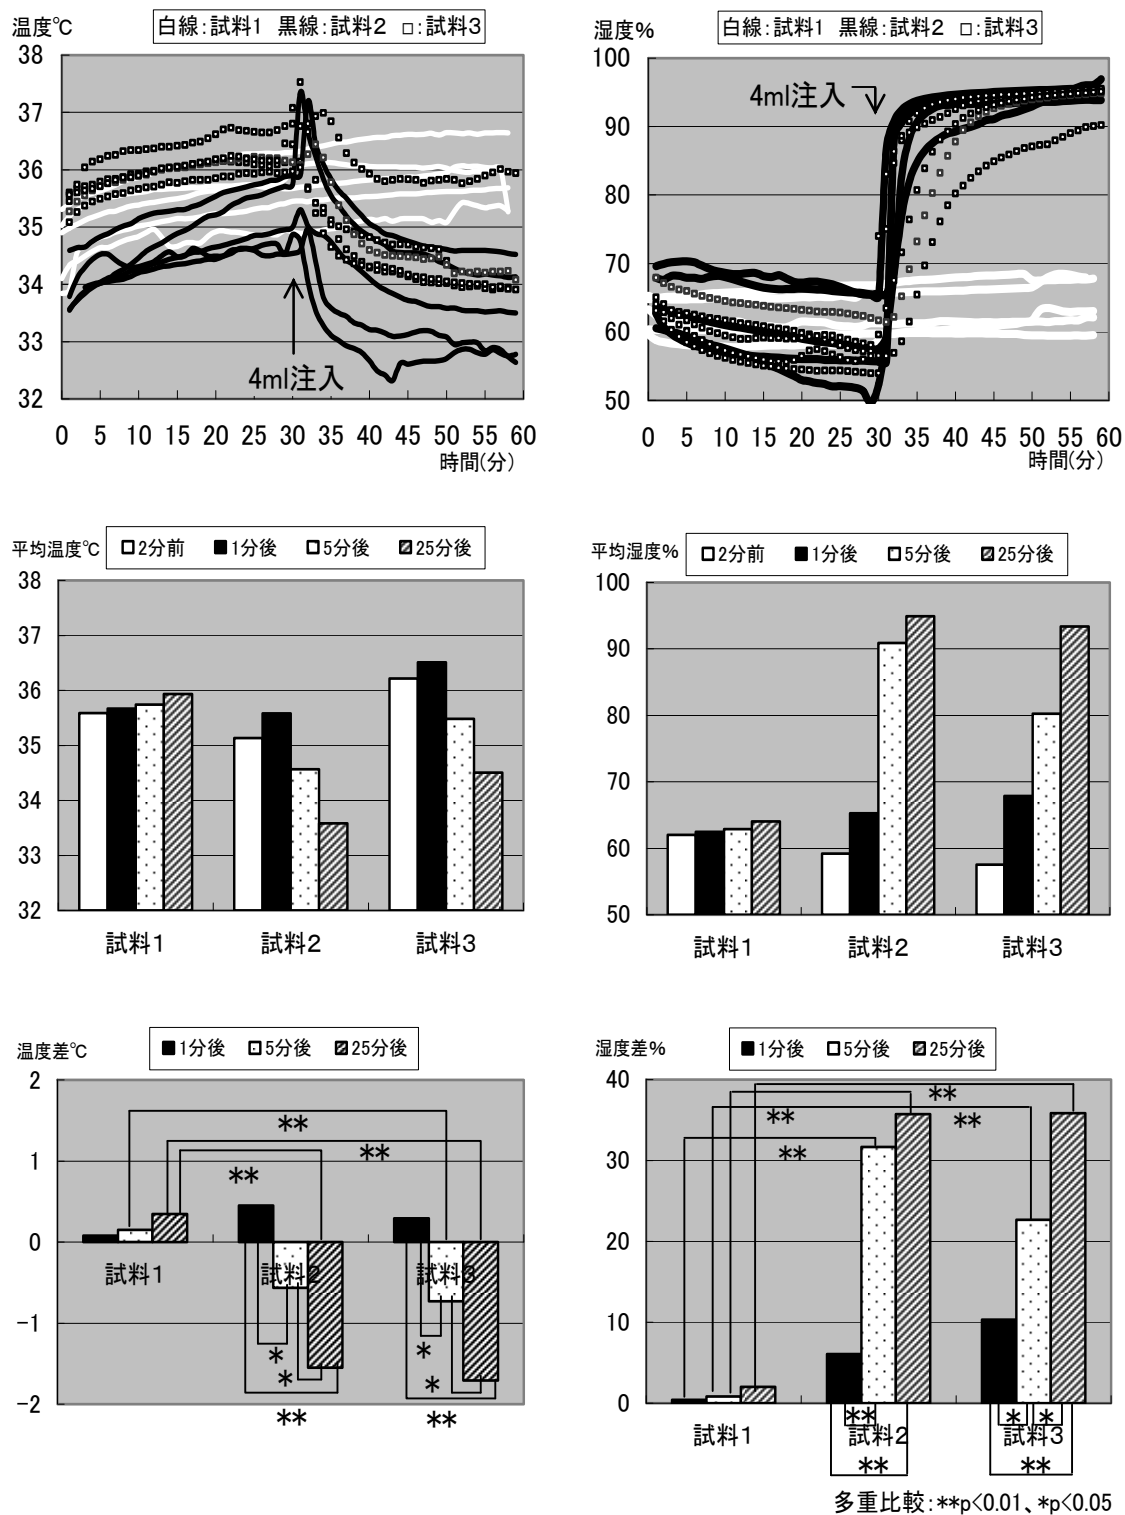 温度℃
白線:試料1 黒線:試料2 □:試料3
38
37
36
35
34
33
32
4ml注入
0 5 10 15 20 25 30 35 40 45 50 55 60
時間(分)
湿度%
白線:試料1 黒線:試料2 □:試料3
100
90
80
70
60
50
4ml注入
0 5 10 15 20 25 30 35 40 45 50 55 60
時間(分)
平均温度℃
□2分前 ■1分後 □5分後 ▨25分後
38
37
36
35
34
33
32
試料1 試料2 試料3
平均湿度%
□2分前 ■1分後 □5分後 ▨25分後
100
90
80
70
60
50
試料1 試料2 試料3
温度差℃
■1分後 □5分後 ▨25分後
2
1
0
-1
-2
**
**
**
試料1 試料2 試料3
*
*
**
*
*
**
湿度差%
■1分後 □5分後 ▨25分後
40
30
20
10
0
**
**
**
**
** * *
試料1 試料2 試料3
** **
多重比較:**p<0.01、*p<0.05